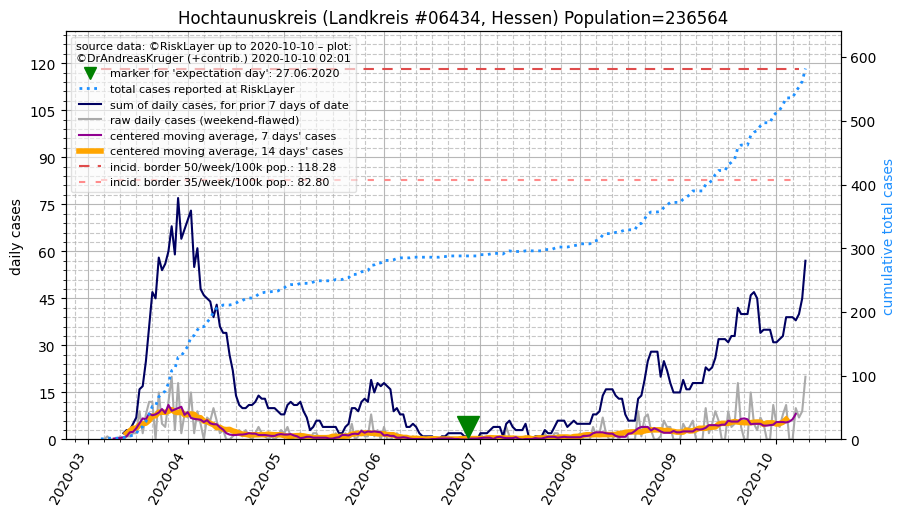 Hochtaunuskreis (Landkreis #06434, Hessen) Population=236564
source data: ©RiskLayer up to 2020-10-10 – plot:
©DrAndreasKruger (+contrib.) 2020-10-10 02:01
marker for 'expectation day': 27.06.2020
total cases reported at RiskLayer
sum of daily cases, for prior 7 days of date
raw daily cases (weekend-flawed)
centered moving average, 7 days' cases
centered moving average, 14 days' cases
incid. border 50/week/100k pop.: 118.28
incid. border 35/week/100k pop.: 82.80
daily cases
120
105
90
75
60
45
30
15
0
cumulative total cases
600
500
400
300
200
100
0
2020-03
2020-04
2020-05
2020-06
2020-07
2020-08
2020-09
2020-10